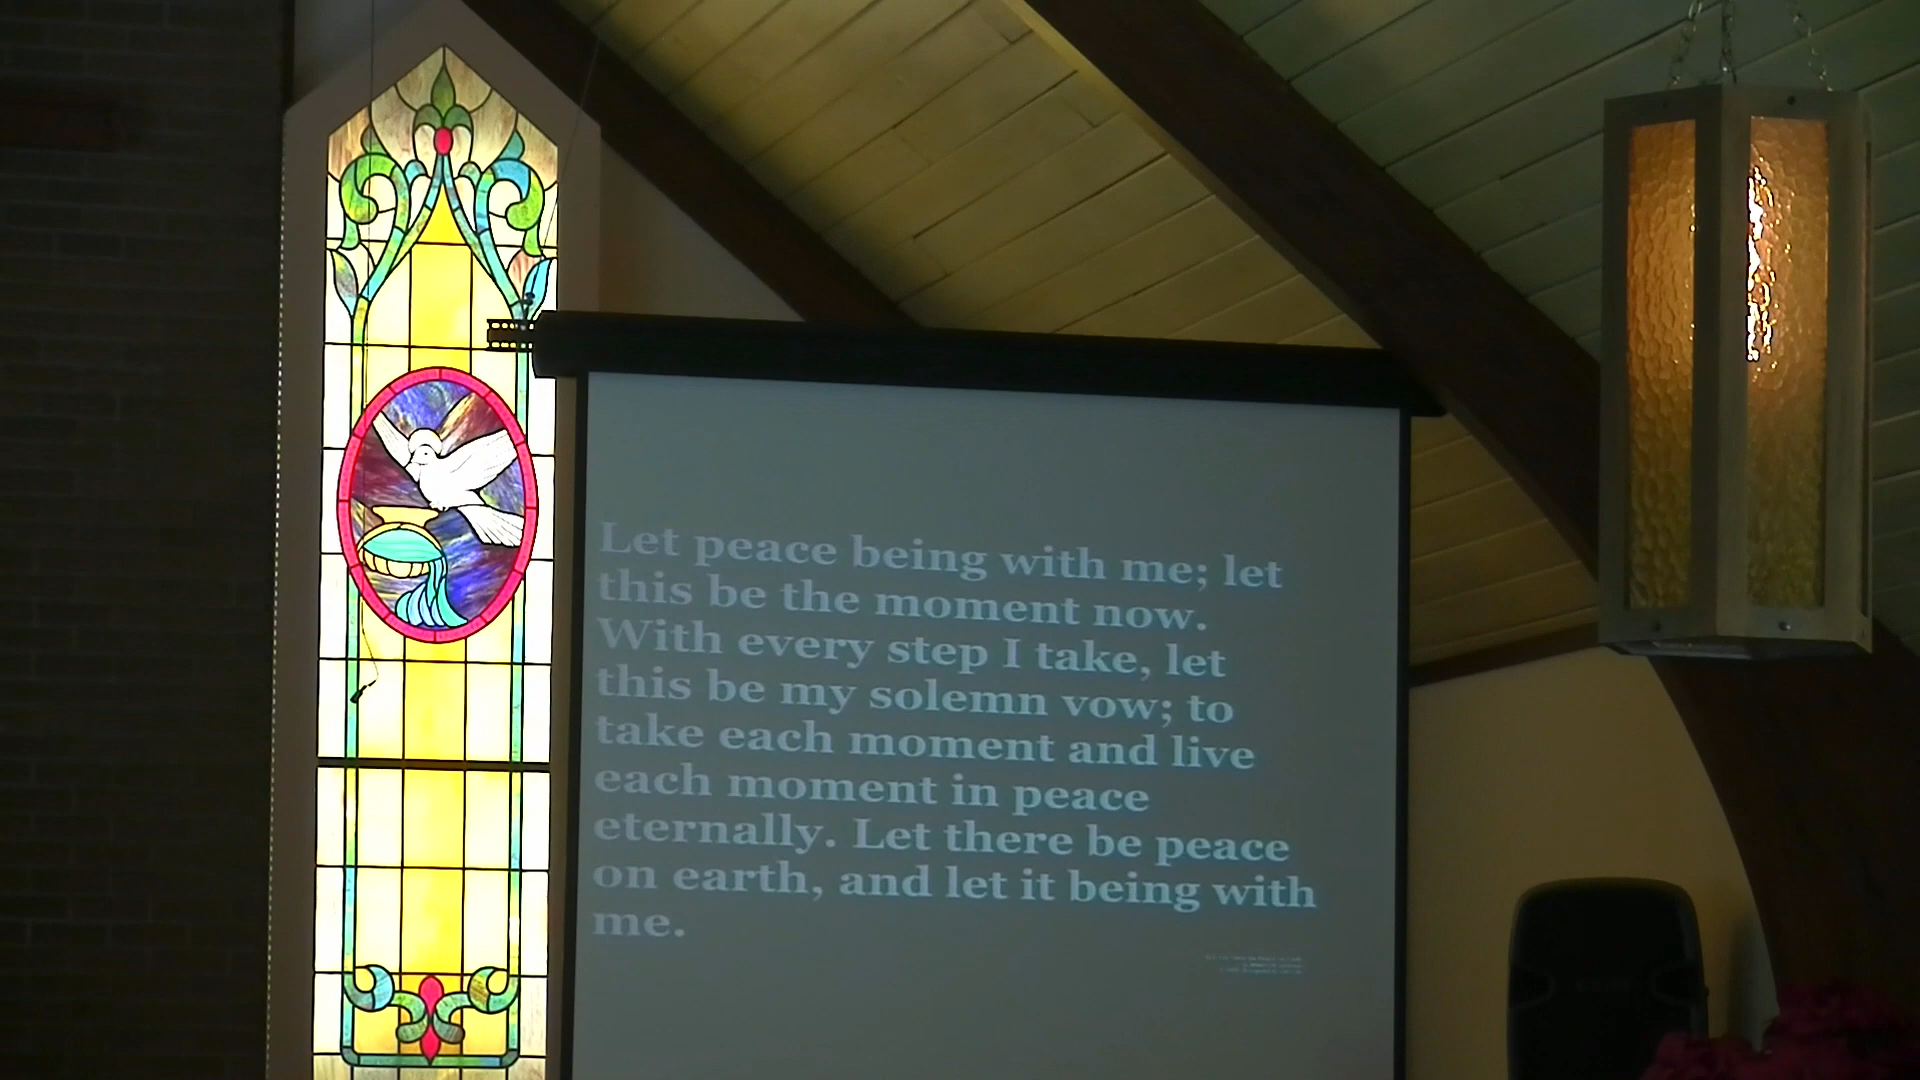 Let peace being with me; let
this be the moment now.
With every step I take, let
this be my solemn vow; to
take each moment and live
each moment in peace
eternally. Let there be peace
on earth, and let it being with
me.